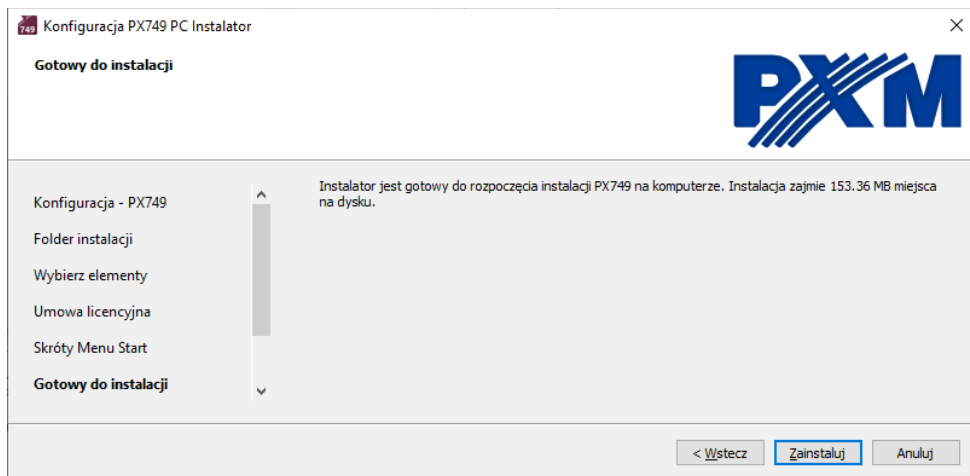 749
Konfiguracja PX749 PC Instalator
Gotowy do instalacji
PXM
Konfiguracja - PX749
Folder instalacji
Wybierz elementy
Umowa licencyjna
Skróty Menu Start
Gotowy do instalacji
Instalator jest gotowy do rozpoczęcia instalacji PX749 na komputerze. Instalacja zajmie 153.36 MB miejsca
na dysku.
< Wstecz
Zainstaluj
Anuluj